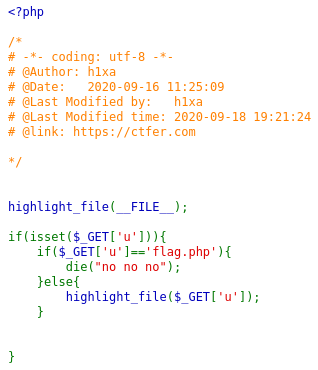 <?php
/*
# -*- coding: utf-8 -*-
# @Author: h1xa
# @Date:   2020-09-16 11:25:09
# @Last Modified by:   h1xa
# @Last Modified time: 2020-09-18 19:21:24
# @link: https://ctfer.com
*/
highlight_file(__FILE__);
if(isset($_GET['u'])){
    if($_GET['u']=='flag.php'){
        die("no no no");
    }else{
        highlight_file($_GET['u']);
    }
}